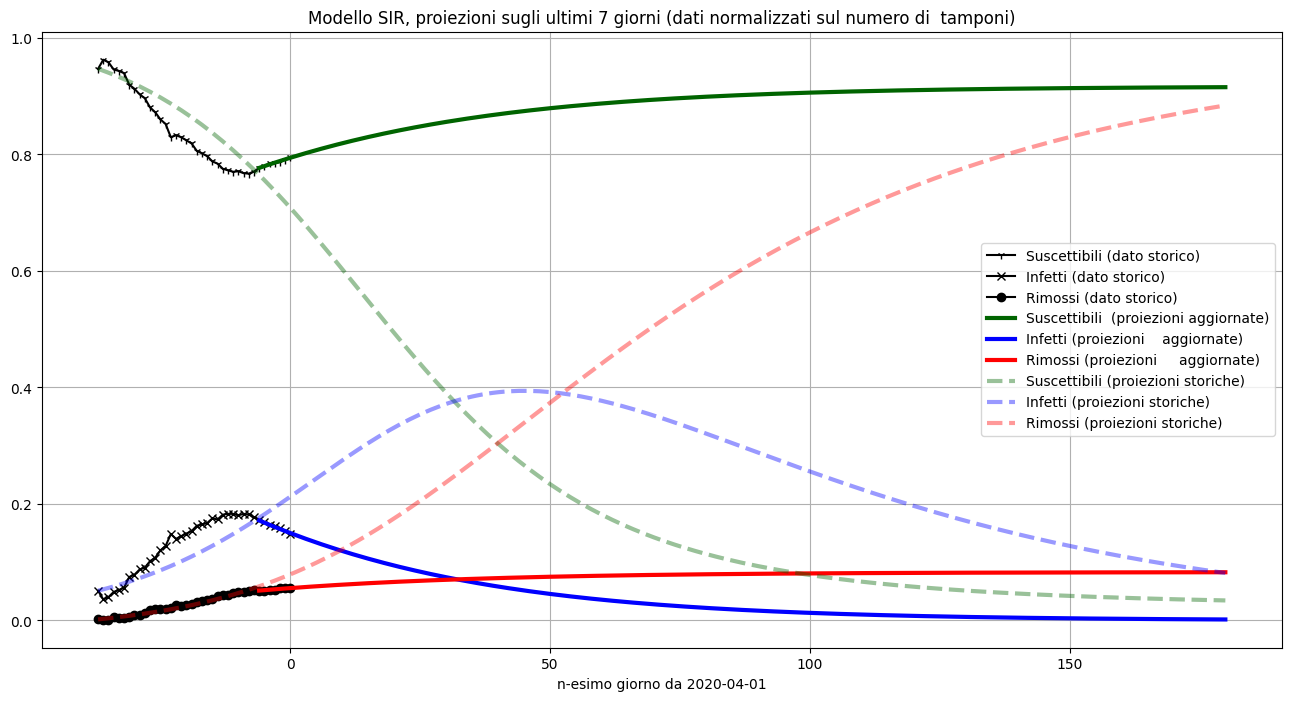 Modello SIR, proiezioni sugli ultimi 7 giorni (dati normalizzati sul numero di  tamponi)
1.0
0.8
0.6
0.4
0.2
0.0
Suscettibili (dato storico)
Infetti (dato storico)
Rimossi (dato storico)
Suscettibili  (proiezioni aggiornate)
Infetti (proiezioni    aggiornate)
Rimossi (proiezioni     aggiornate)
Suscettibili (proiezioni storiche)
Infetti (proiezioni storiche)
Rimossi (proiezioni storiche)
0 50 100 150
n-esimo giorno da 2020-04-01